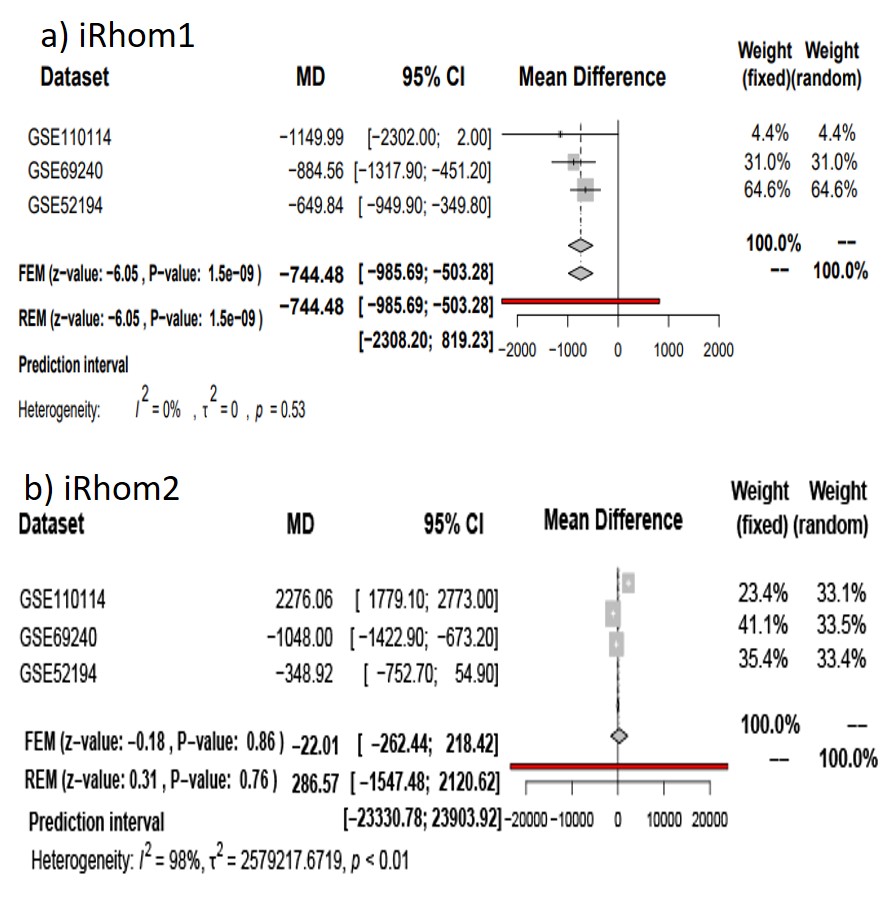 a) iRhom1
Dataset MD 95% CI Mean Difference Weight (fixed) Weight (random)
GSE110114 −1149.99 [−2302.00; 2.00] 4.4% 4.4%
GSE69240 −884.56 [−1317.90; −451.20] 31.0% 31.0%
GSE52194 −649.84 [ −949.90; −349.80] 64.6% 64.6%
100.0% --
FEM (z-value: -6.05 , P-value: 1.5e-09 ) −744.48 [ −985.69; −503.28] -- 100.0%
REM (z-value: -6.05 , P-value: 1.5e-09 ) −744.48 [ −985.69; −503.28]
[−2308.20; 819.23] −2000 −1000 0 1000 2000
Prediction interval
Heterogeneity: I² = 0% , τ² = 0 , p = 0.53
b) iRhom2
Dataset MD 95% CI Mean Difference Weight (fixed) Weight (random)
GSE110114 2276.06 [ 1779.10; 2773.00] 23.4% 33.1%
GSE69240 −1048.00 [−1422.90; −673.20] 41.1% 33.5%
GSE52194 −348.92 [ −752.70; 54.90] 35.4% 33.4%
100.0% --
FEM (z-value: −0.18 , P-value: 0.86 ) −22.01 [ −262.44; 218.42]
-- 100.0%
REM (z-value: 0.31 , P-value: 0.76 ) 286.57 [−1547.48; 2120.62]
Prediction interval [−23330.78; 23903.92] −20000 −10000 0 10000 20000
Heterogeneity: I² = 98%, τ² = 2579217.6719, p < 0.01